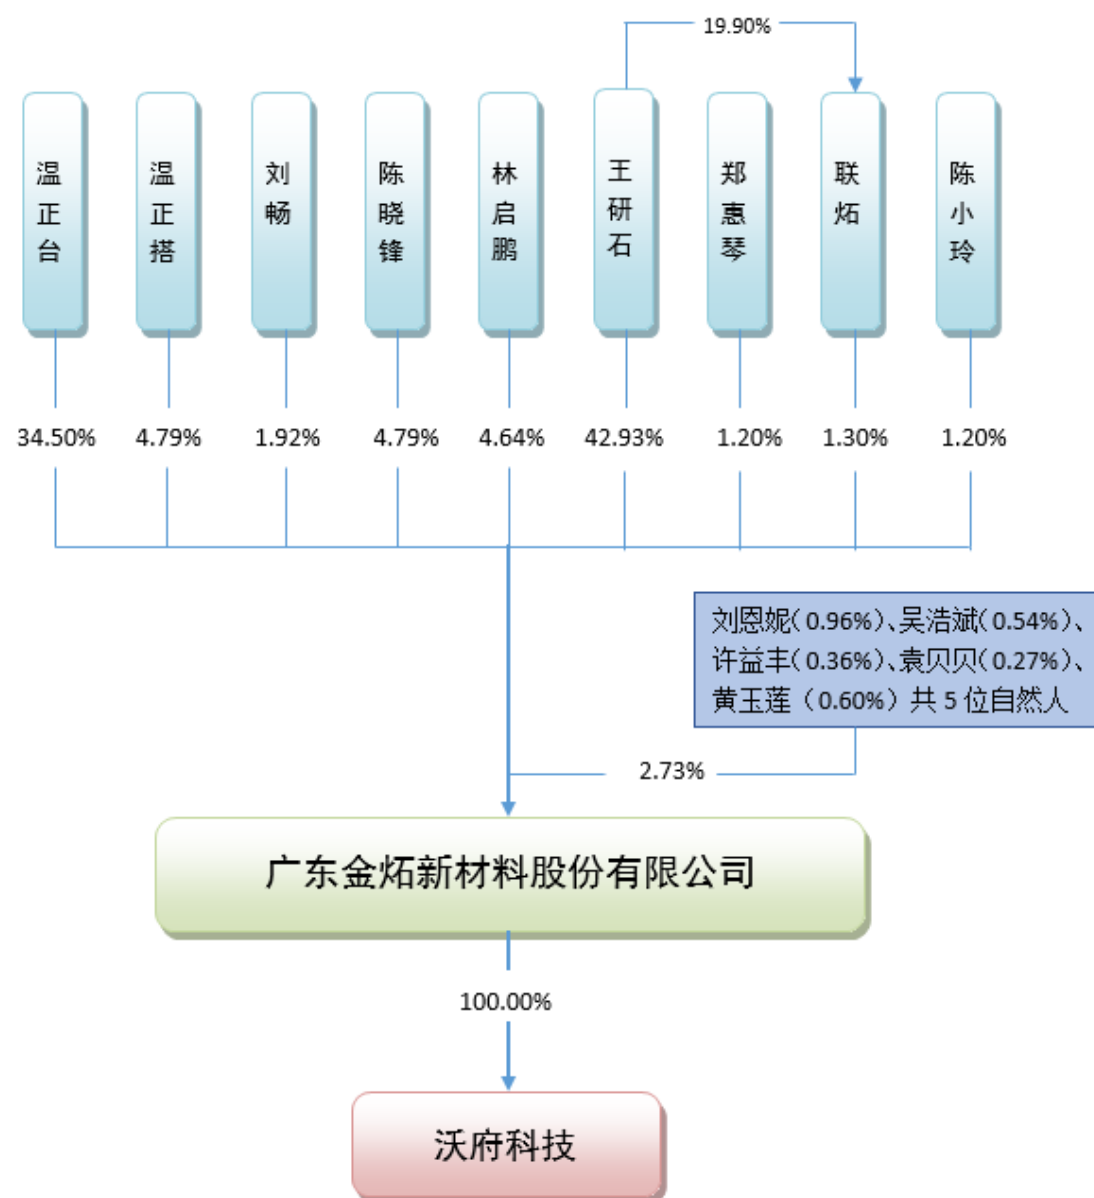 19.90%
温正台
温正搭
刘畅
陈晓锋
林启鹏
王研石
郑惠琴
联炻
陈小玲
34.50%
4.79%
1.92%
4.79%
4.64%
42.93%
1.20%
1.30%
1.20%
刘恩妮（0.96%）、吴浩斌（0.54%）、
许益丰（0.36%）、袁贝贝（0.27%）、
黄玉莲（0.60%）共 5 位自然人
2.73%
广东金炻新材料股份有限公司
100.00%
沃府科技